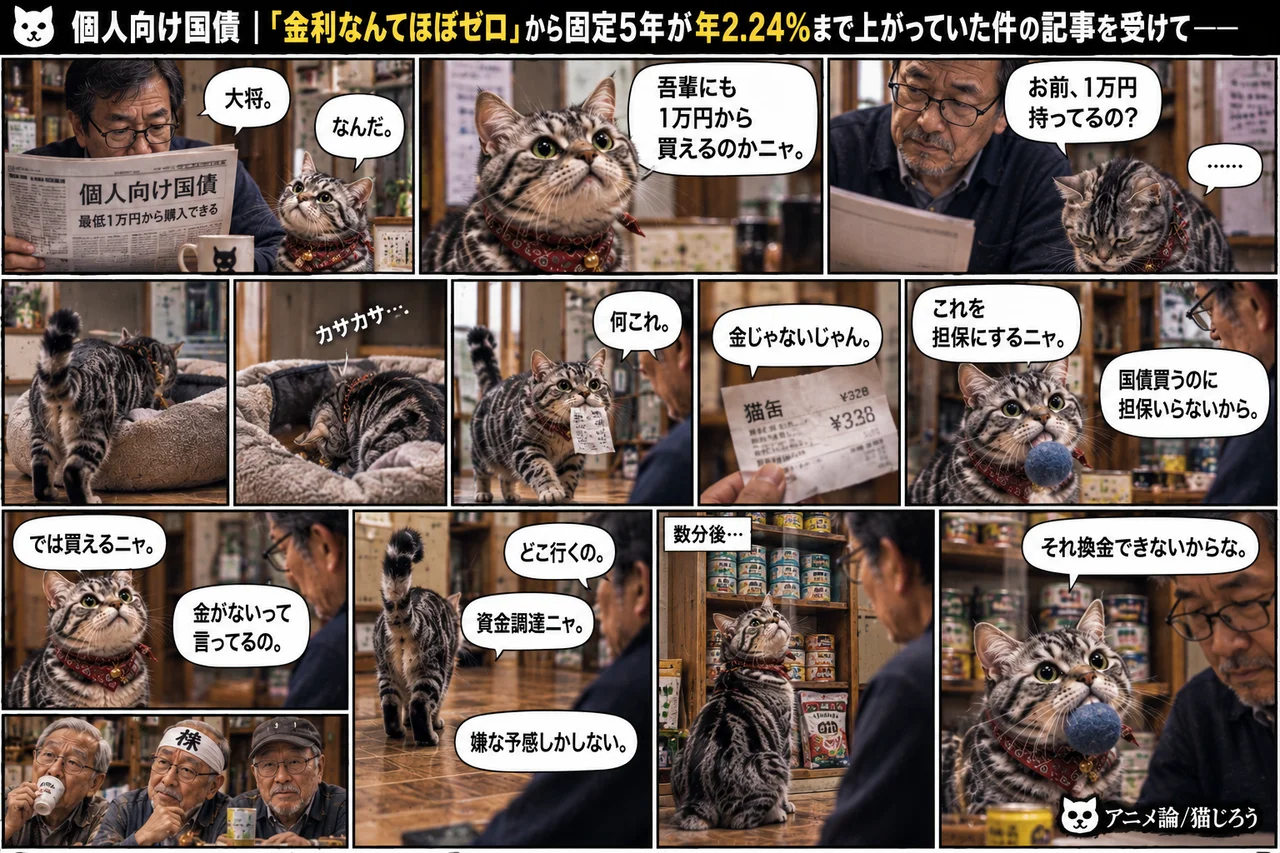 個人向け国債｜「金利なんてほぼゼロ」から固定5年が年2.24%まで上がっていた件の記事を受けて――
大将。
なんだ。
個人向け国債
最低1万円から購入できる
吾輩にも
1万円から
買えるのかニャ。
お前、1万円
持ってるの？
……
カサカサ…
何これ。
金じゃないじゃん。
猫缶
¥328
¥338
これを
担保にするニャ。
国債買うのに
担保いらないから。
では買えるニャ。
金がないって
言ってるの。
株
どこ行くの。
資金調達ニャ。
嫌な予感しかしない。
数分後…
それ換金できないからな。
アニメ論/猫じろう